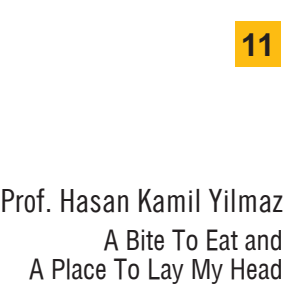 11
Prof. Hasan Kamil Yilmaz
A Bite To Eat and
A Place To Lay My Head